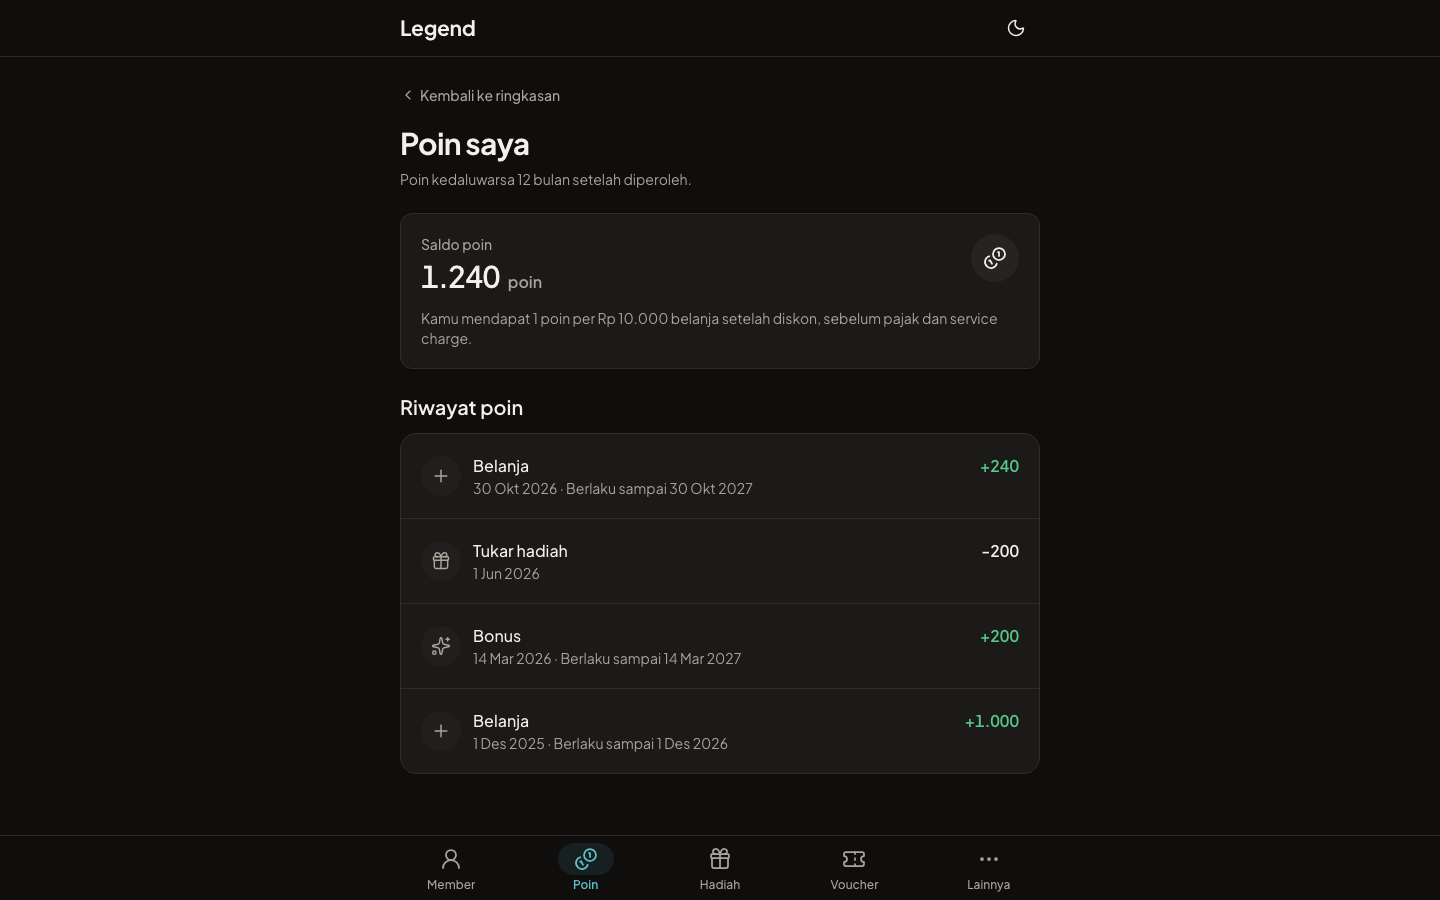 Legend
Kembali ke ringkasan
Poin saya
Poin kedaluwarsa 12 bulan setelah diperoleh.
Saldo poin
1.240 poin
Kamu mendapat 1 poin per Rp 10.000 belanja setelah diskon, sebelum pajak dan service
charge.
Riwayat poin
Belanja
+240
30 Okt 2026 · Berlaku sampai 30 Okt 2027
Tukar hadiah
-200
1 Jun 2026
Bonus
+200
14 Mar 2026 · Berlaku sampai 14 Mar 2027
Belanja
+1.000
1 Des 2025 · Berlaku sampai 1 Des 2026
Member
Poin
Hadiah
Voucher
Lainnya